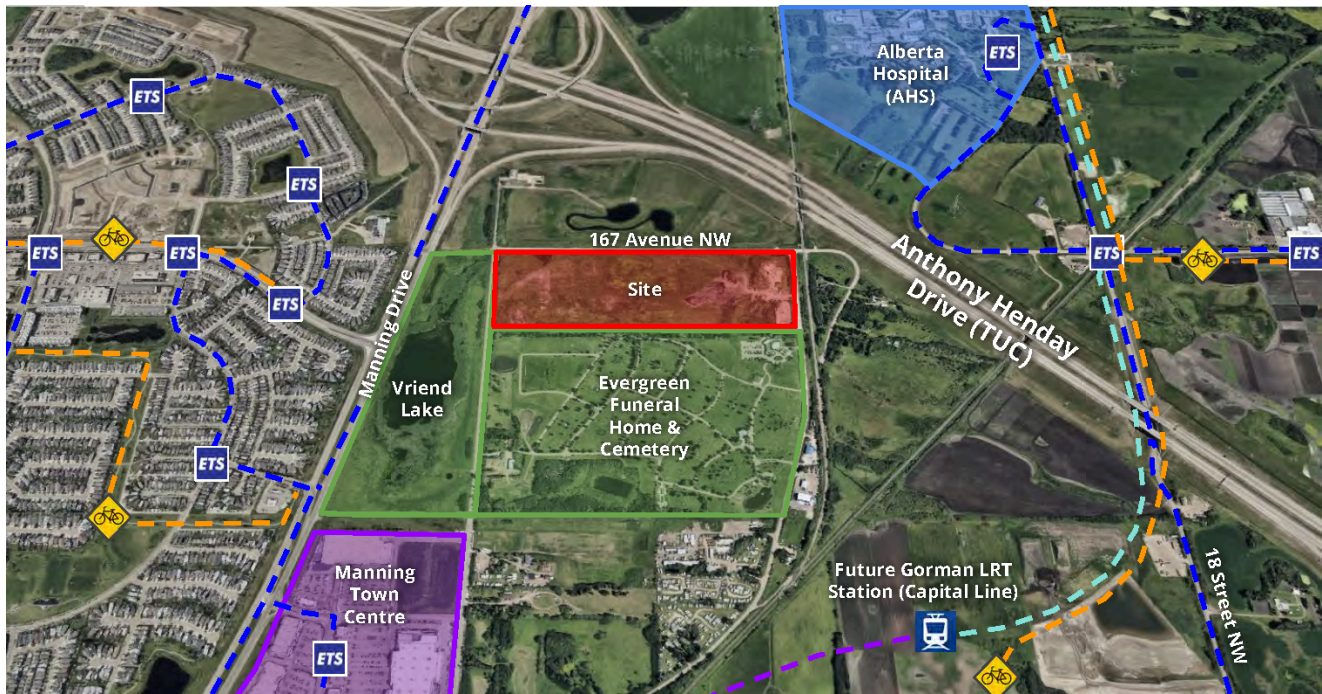 Alberta
Hospital
(AHS)
ETS
ETS
ETS
167 Avenue NW
Manning Drive
Site
Anthony Henday
Drive (TUC)
ETS
ETS
ETS
ETS
ETS
Vriend
Lake
Evergreen
Funeral
Home &
Cemetery
ETS
Manning
Town
Centre
Future Gorman LRT
Station (Capital Line)
18 Street NW
ETS